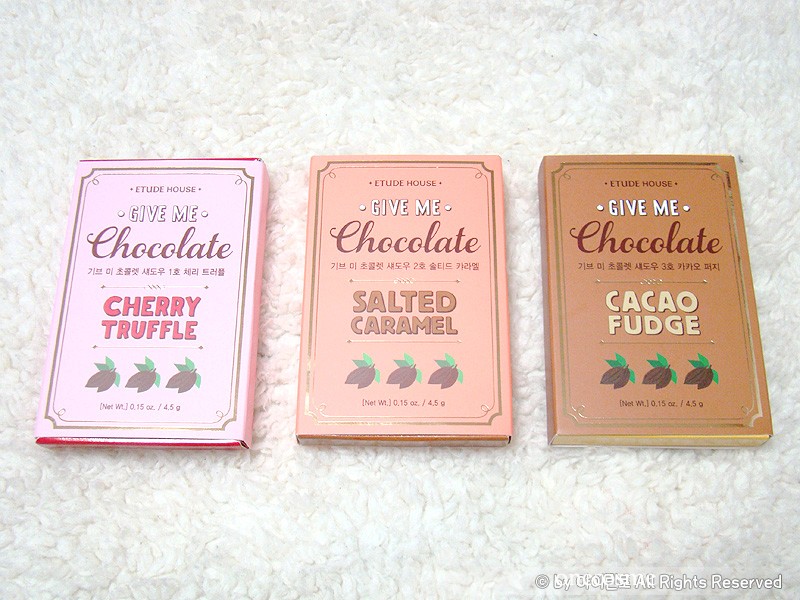 • ETUDE HOUSE •
• GIVE ME •
Chocolate
기브 미 초콜렛 섀도우 1호 체리 트러플
CHERRY
TRUFFLE
[Net Wt.] 0.15 oz. / 4.5 g
• ETUDE HOUSE •
• GIVE ME •
Chocolate
기브 미 초콜렛 섀도우 2호 솔티드 카라멜
SALTED
CARAMEL
[Net Wt.] 0.15 oz. / 4.5 g
• ETUDE HOUSE •
• GIVE ME •
Chocolate
기브 미 초콜렛 섀도우 3호 카카오 퍼지
CACAO
FUDGE
[Net Wt.] 0.15 oz. / 4.5 g
© by All Rights Reserved